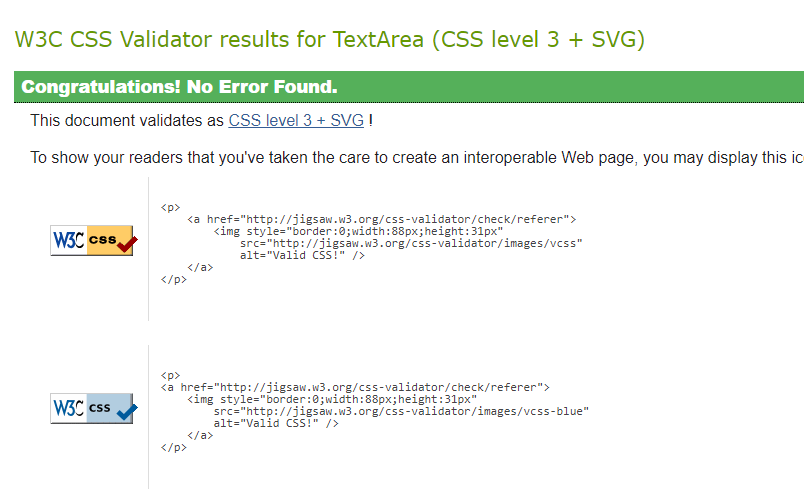 W3C CSS Validator results for TextArea (CSS level 3 + SVG)
Congratulations! No Error Found.
This document validates as CSS level 3 + SVG !
To show your readers that you've taken the care to create an interoperable Web page, you may display this ic
<p>
<a href="http://jigsaw.w3.org/css-validator/check/referer">
<img style="border:0;width:88px;height:31px"
W3C css
src="http://jigsaw.w3.org/css-validator/images/vcss"
alt="Valid CSS!" />
</a>
</p>
<p>
<a href="http://jigsaw.w3.org/css-validator/check/referer">
<img style="border:0;width:88px;height:31px"
W3C css
src="http://jigsaw.w3.org/css-validator/images/vcss-blue"
alt="Valid CSS!" />
</a>
</p>